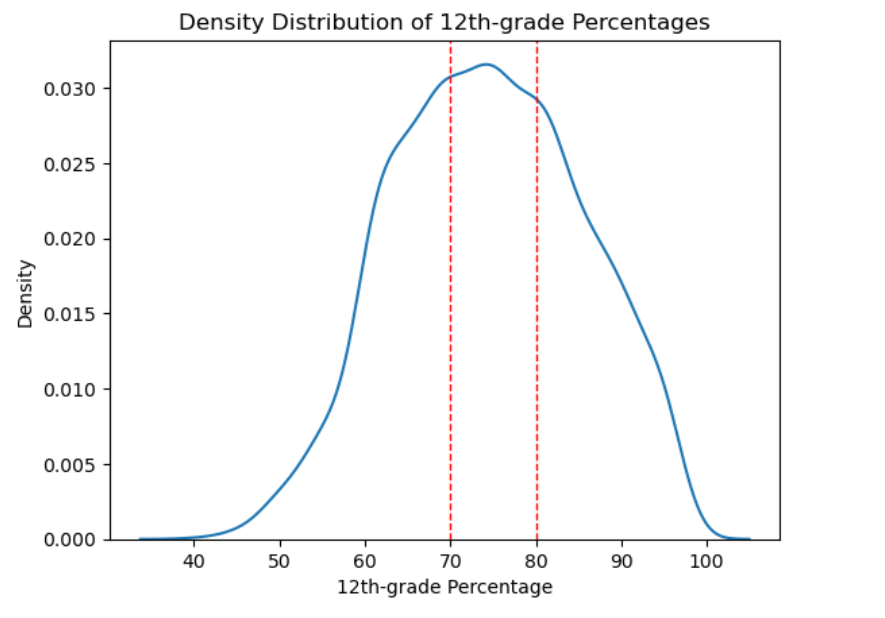 Density Distribution of 12th-grade Percentages
0.030
0.025
0.020
0.015
0.010
0.005
0.000
Density
40 50 60 70 80 90 100
12th-grade Percentage